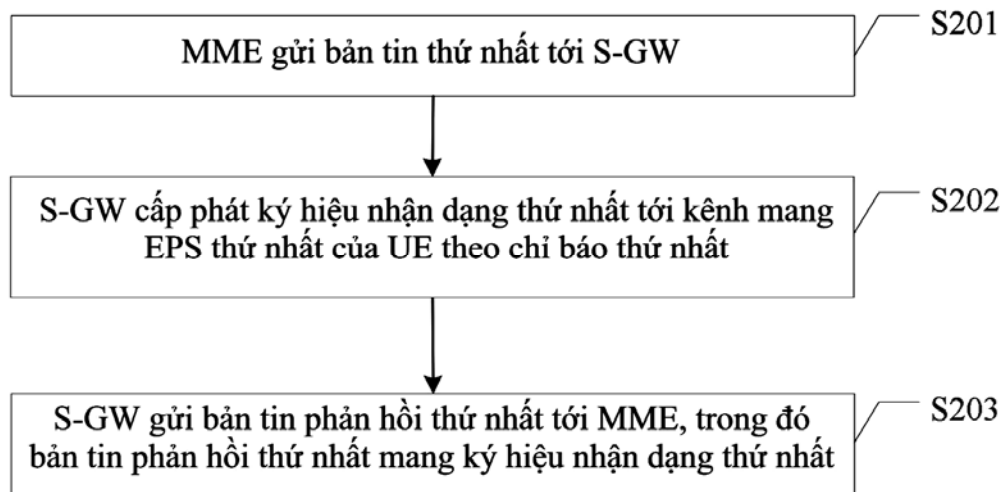 MME gửi bản tin thứ nhất tới S-GW
S201
S-GW cấp phát ký hiệu nhận dạng thứ nhất tới kênh mang
EPS thứ nhất của UE theo chỉ báo thứ nhất
S202
S-GW gửi bản tin phản hồi thứ nhất tới MME, trong đó
bản tin phản hồi thứ nhất mang ký hiệu nhận dạng thứ nhất
S203